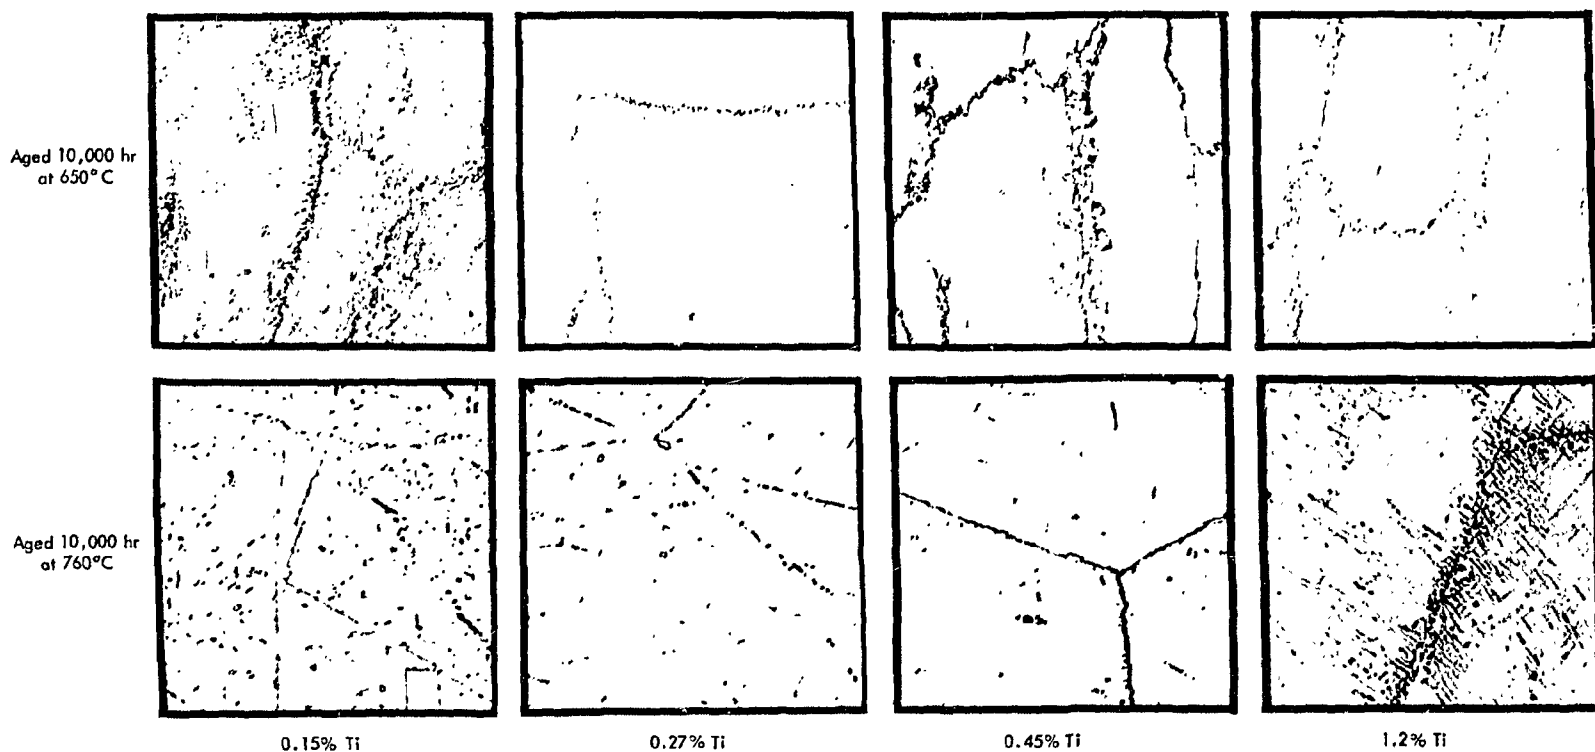 Aged 10,000 hr
at 650°C
Aged 10,000 hr
at 760°C
0.15% Ti
0.27% Ti
0.45% Ti
1.2% Ti